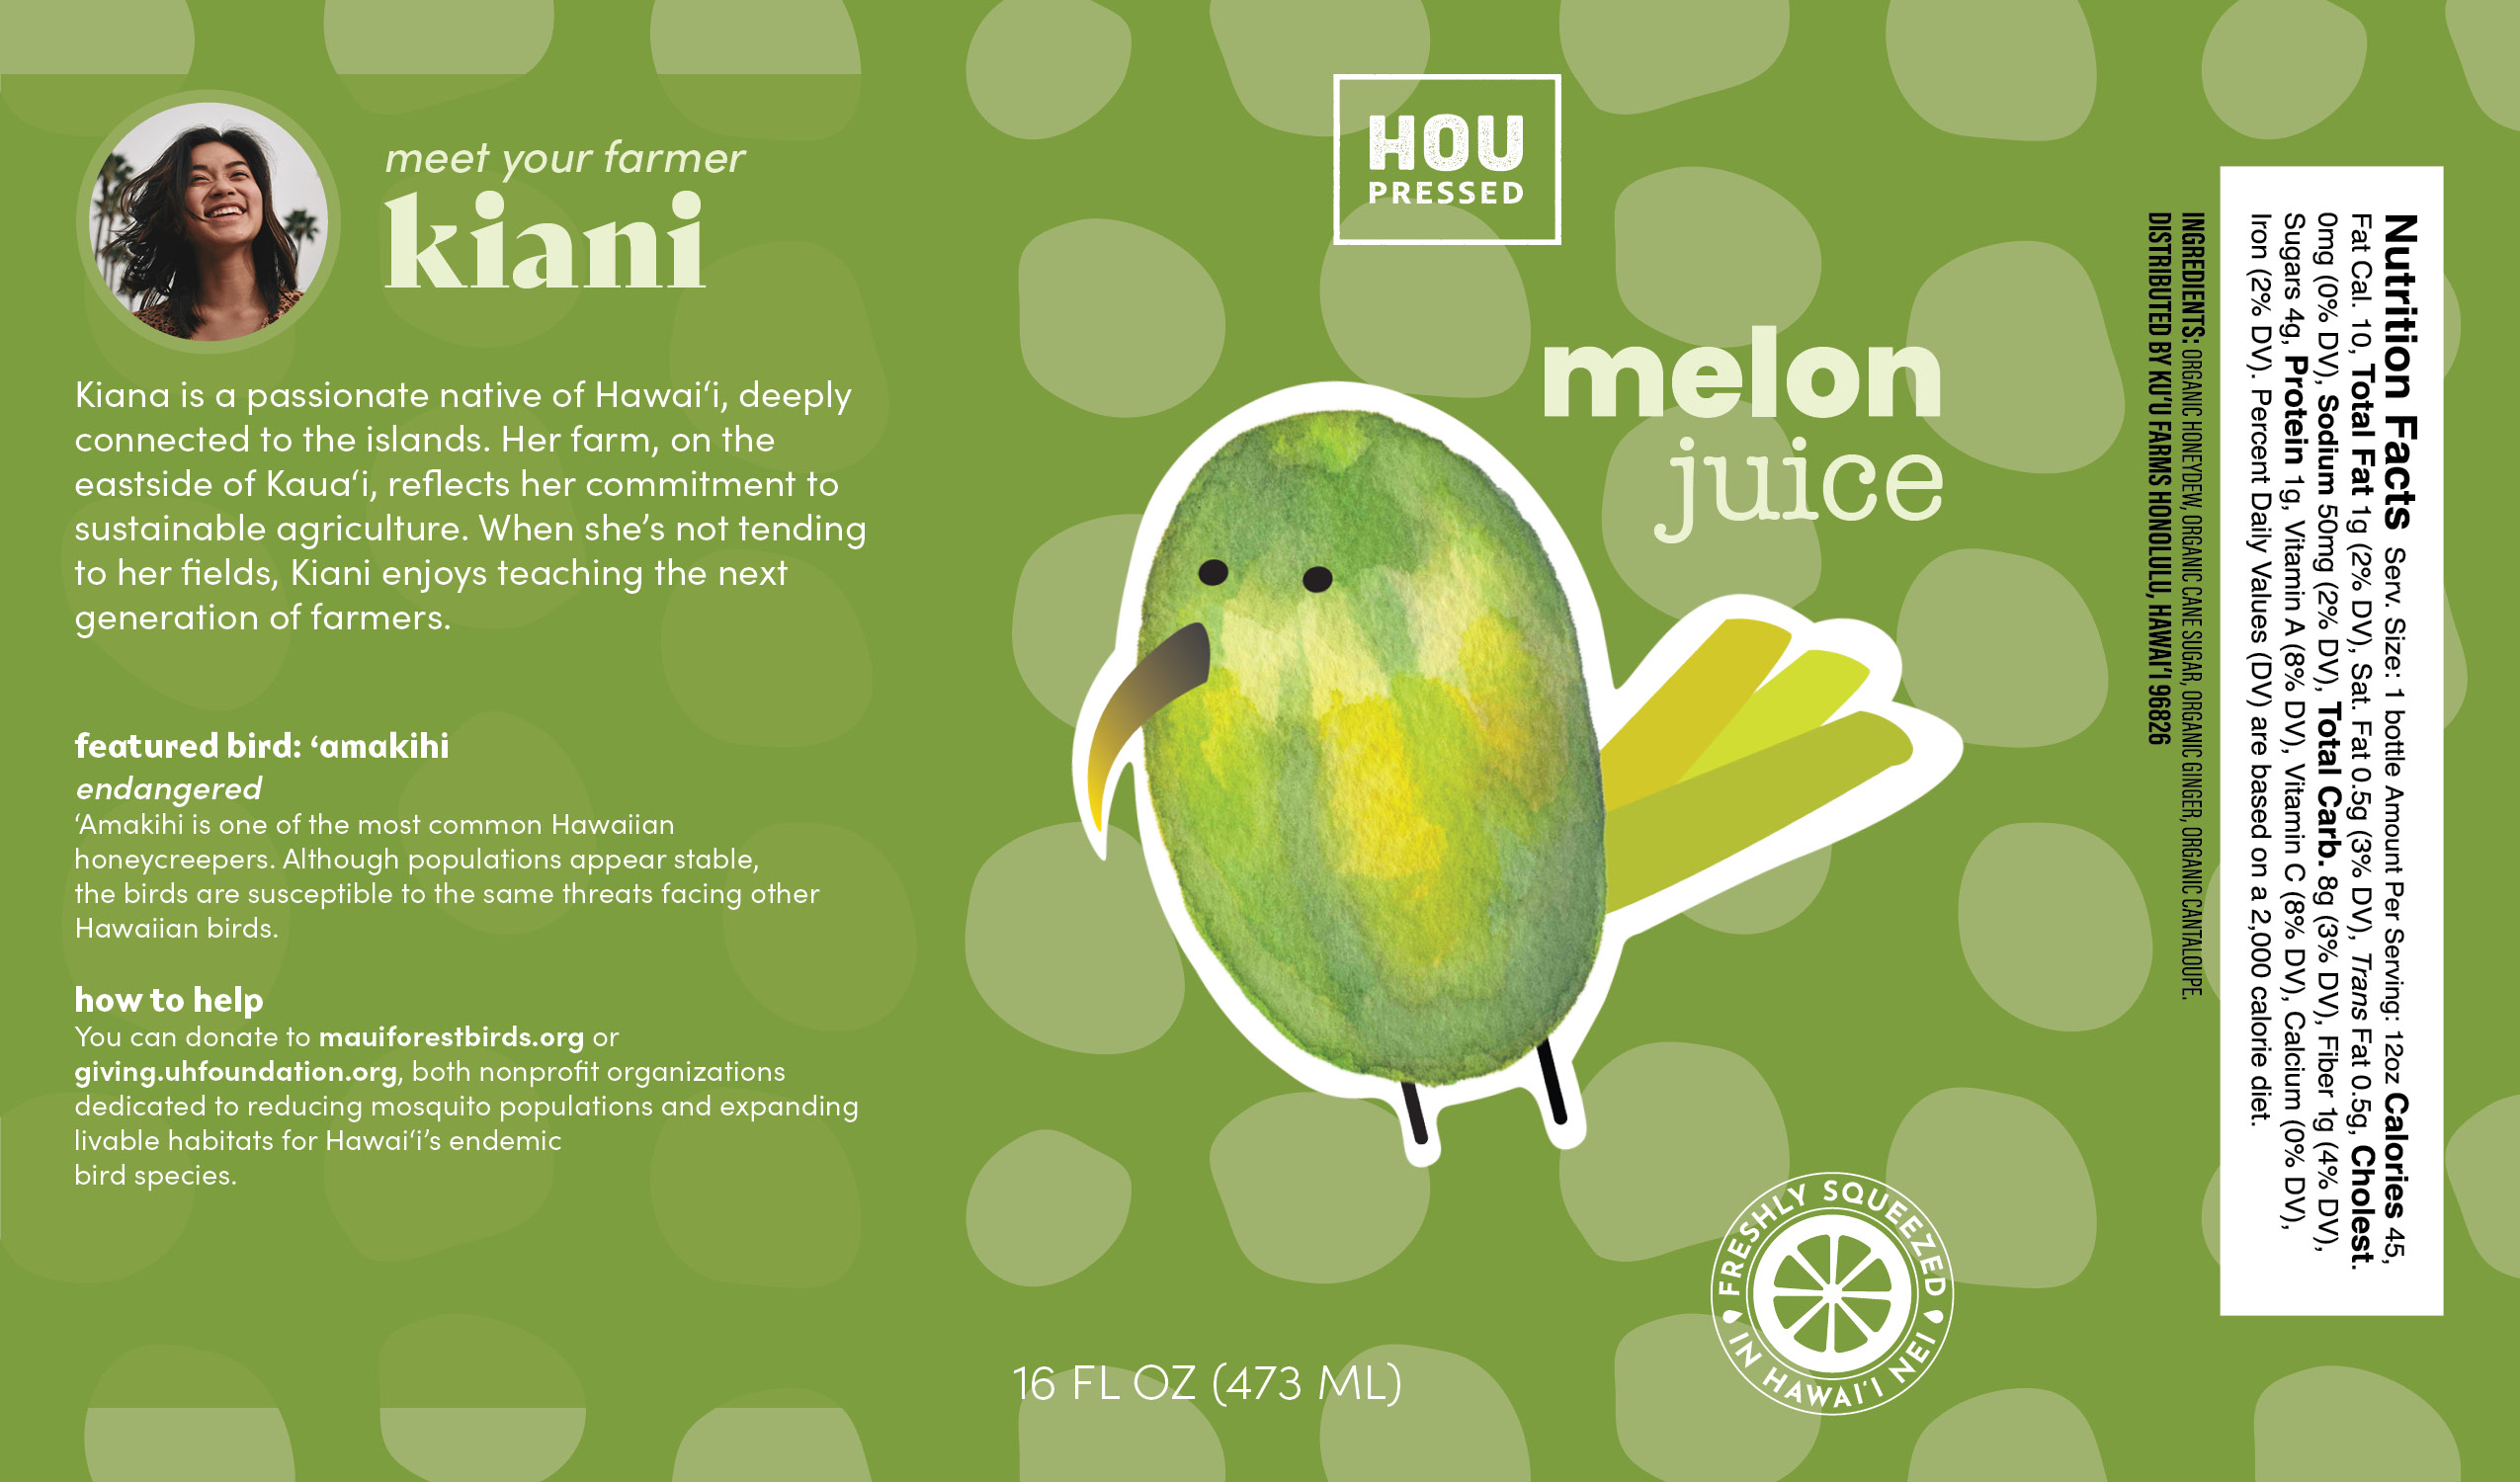 meet your farmer
kiani
Kiana is a passionate native of Hawai‘i, deeply
connected to the islands. Her farm, on the
eastside of Kaua‘i, reflects her commitment to
sustainable agriculture. When she’s not tending
to her fields, Kiani enjoys teaching the next
generation of farmers.
featured bird: ‘amakihi
endangered
‘Amakihi is one of the most common Hawaiian
honeycreepers. Although populations appear stable,
the birds are susceptible to the same threats facing other
Hawaiian birds.
how to help
You can donate to mauiforestbirds.org or
giving.uhfoundation.org, both nonprofit organizations
dedicated to reducing mosquito populations and expanding
livable habitats for Hawai‘i’s endemic
bird species.
HOU
PRESSED
melon
juice
16 FL OZ (473 ML)
FRESHLY SQUEEZED
IN HAWAI‘I NEI
Nutrition Facts Serv. Size: 1 bottle Amount Per Serving: 12oz Calories 45,
Fat Cal. 10, Total Fat 1g (2% DV), Sat. Fat 0.5g (3% DV), Trans Fat 0.5g, Cholest.
0mg (0% DV), Sodium 50mg (2% DV), Total Carb. 8g (3% DV), Fiber 1g (4% DV),
Sugars 4g, Protein 1g, Vitamin A (8% DV), Vitamin C (8% DV), Calcium (0% DV),
Iron (2% DV). Percent Daily Values (DV) are based on a 2,000 calorie diet.
INGREDIENTS: ORGANIC HONEYDEW, ORGANIC CANE SUGAR, ORGANIC GINGER, ORGANIC CANTALOUPE.
DISTRIBUTED BY KU‘U FARMS HONOLULU, HAWAI‘I 96826